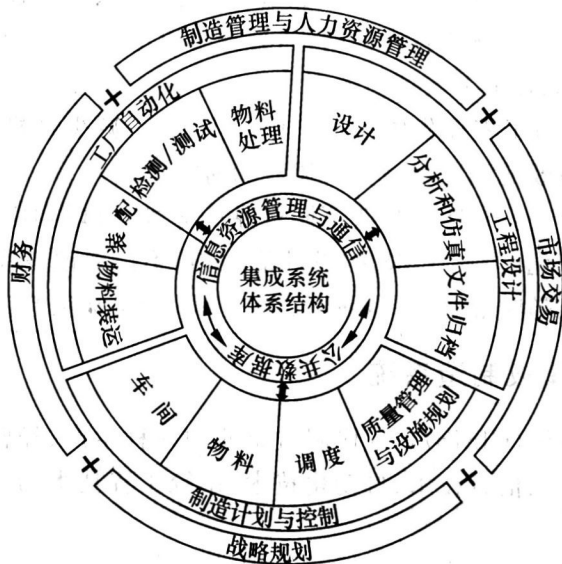 制造管理与人力资源管理
工厂自动化
物料
处理
设计
检测/测试
分析和仿真
工程设计
市场交易
财务
装配
信息资源管理与通信
集成系统
体系结构
文件归档
物料装运
公共数据库
车间
物料
调度
质量管理
与设施规划
制造计划与控制
战略规划